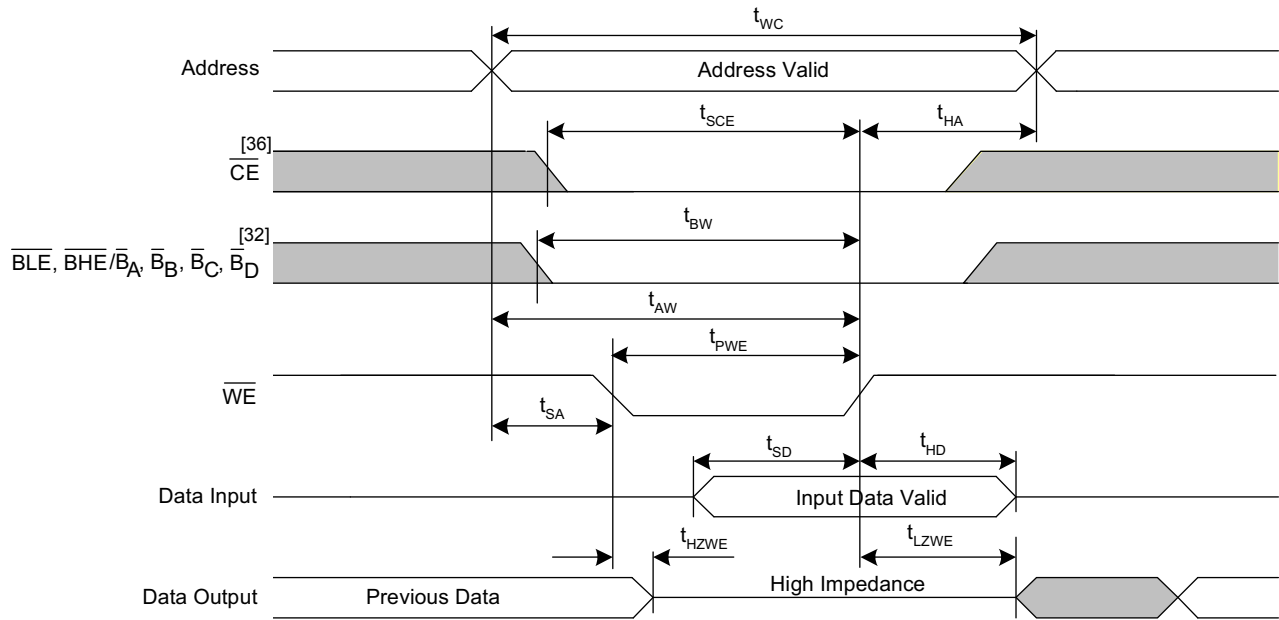 tWC
Address
Address Valid
tSCE
tHA
CE [36]
tBW
BLE, BHE/BA, BB, BC, BD [32]
tAW
tPWE
WE
tSA
tSD
tHD
Data Input
Input Data Valid
tHZWE
tLZWE
Data Output
Previous Data
High Impedance